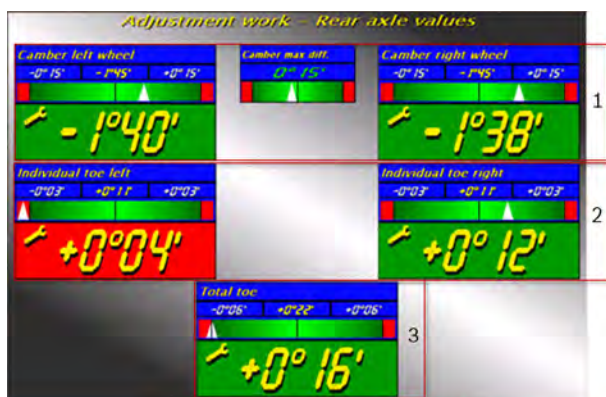 Adjustment work - Rear axle values
Camber left wheel
-0° 15' -1°45' +0° 15'
-1°40'
Camber max diff.
0° 15'
Camber right wheel
-0° 15' -1°45' +0° 15'
-1°38'
1
Individual toe left
-0°03' +0°11' +0°03'
+0°04'
Individual toe right
-0°03' +0°11' +0°03'
+0° 12'
2
Total toe
-0°06' +0°22' +0°06'
+0° 16'
3